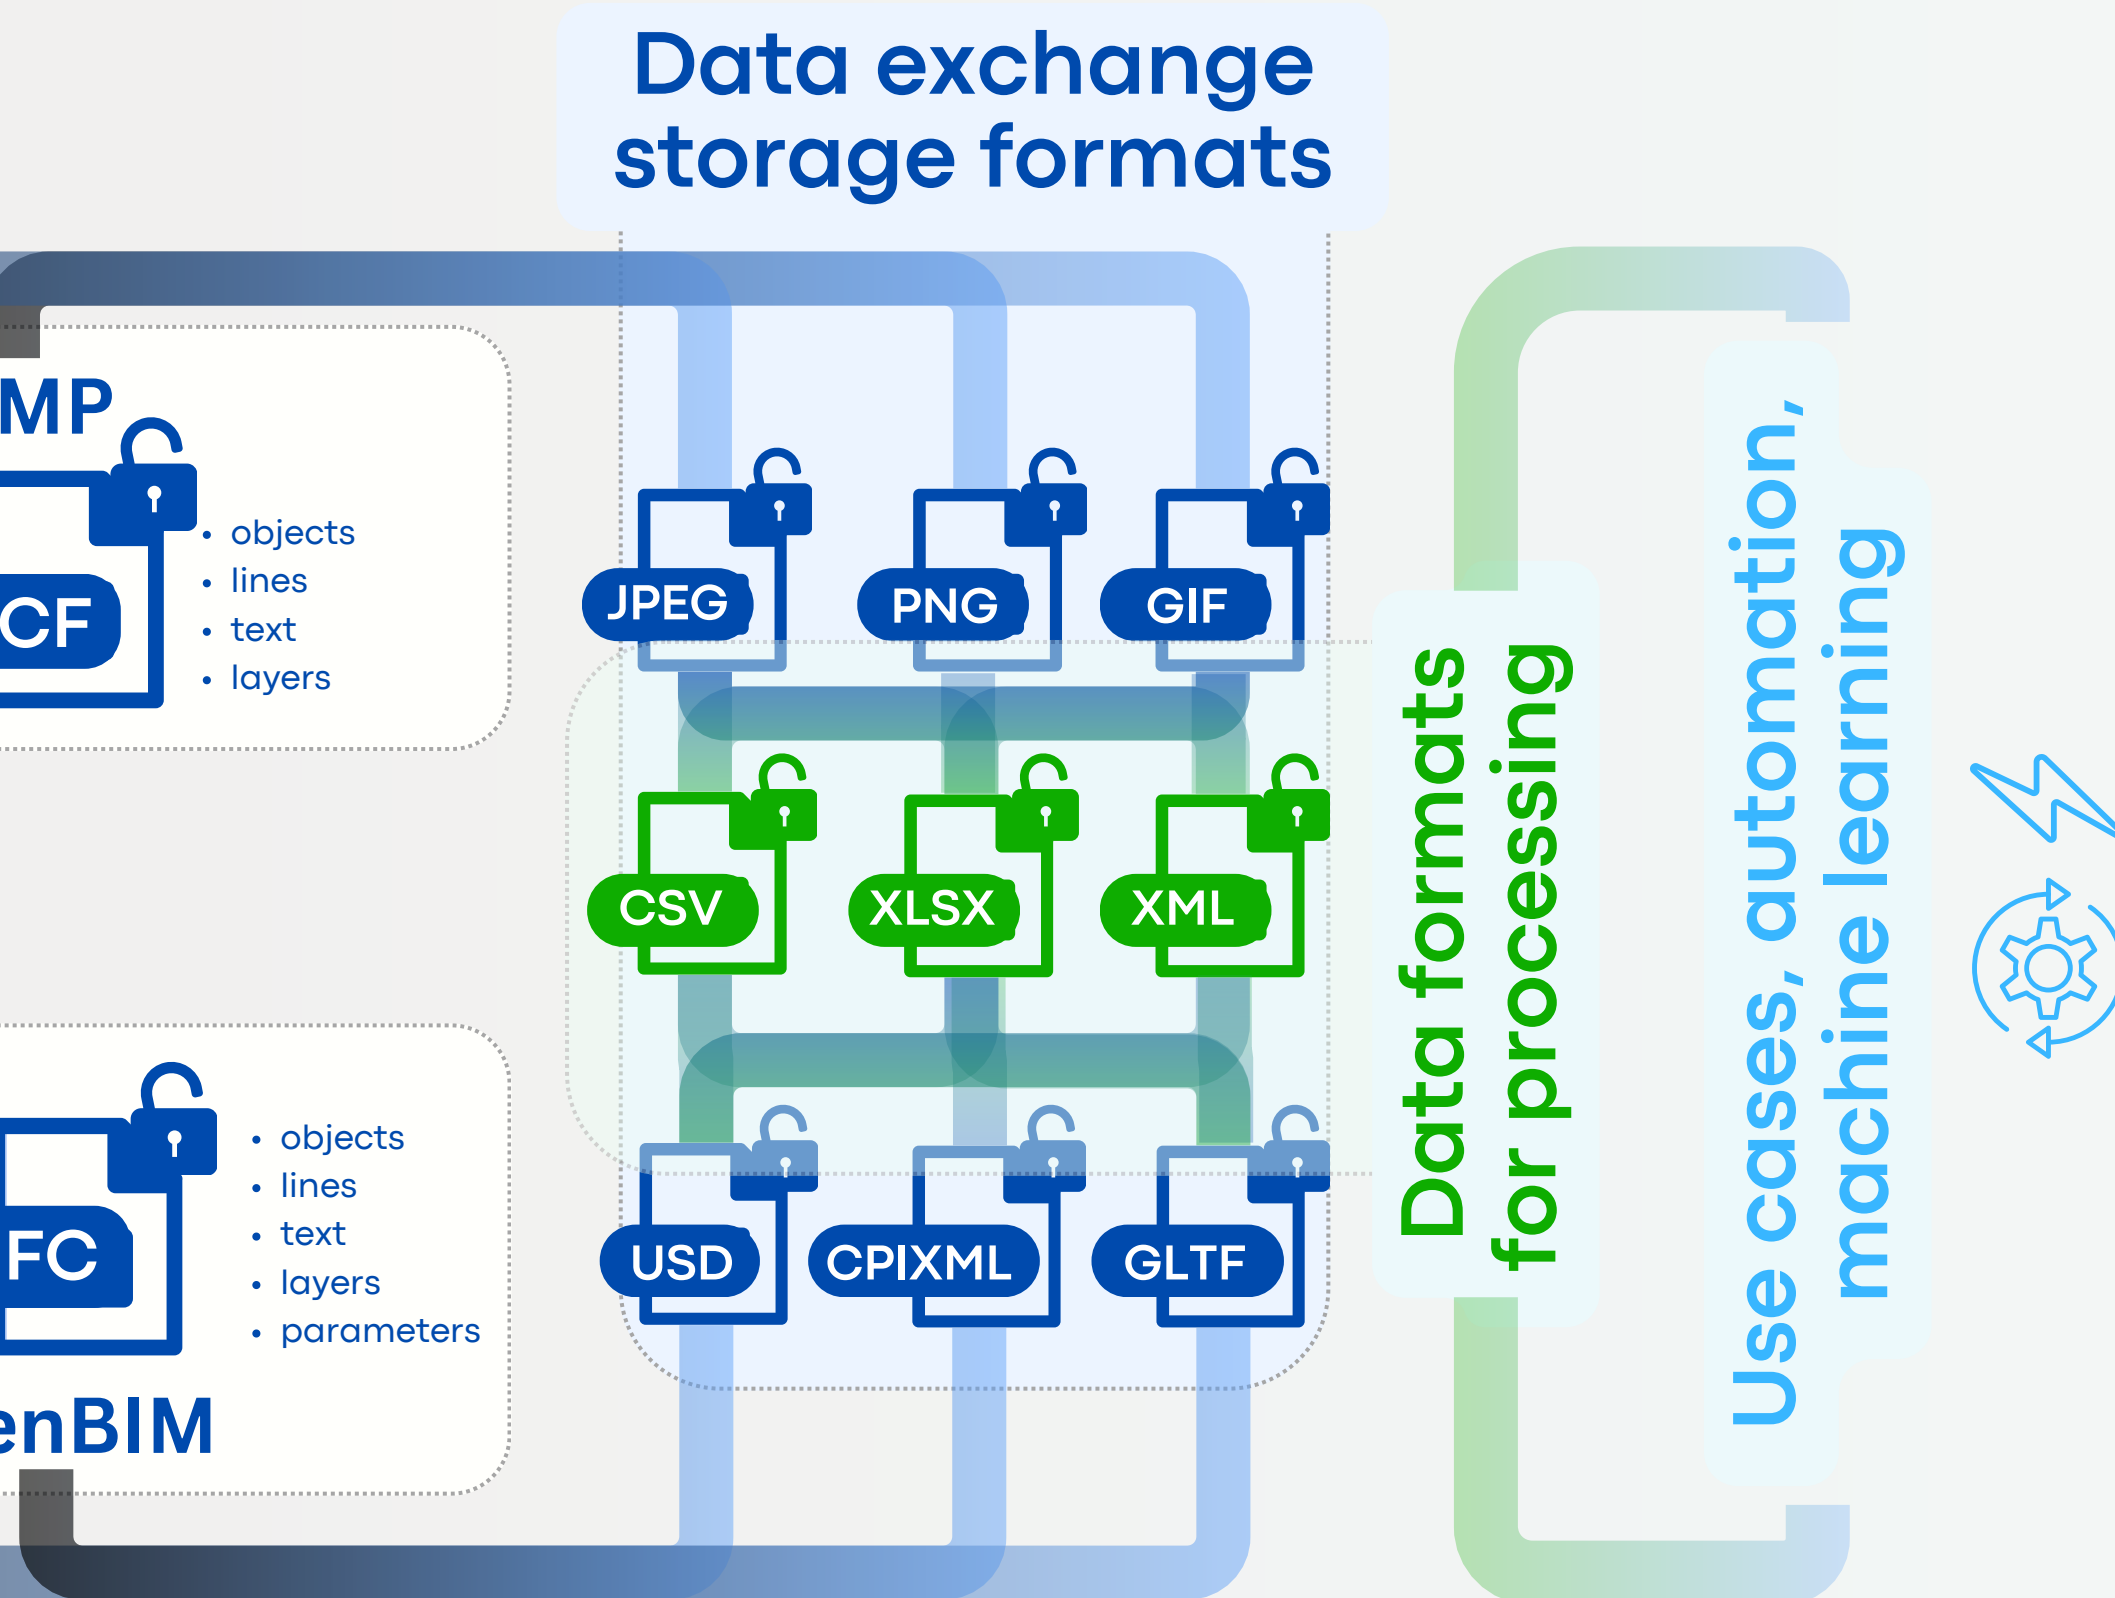 Data exchange
storage formats
MP
CF
• objects
• lines
• text
• layers
JPEG
PNG
GIF
CSV
XLSX
XML
FC
• objects
• lines
• text
• layers
• parameters
enBIM
USD
CPIXML
GLTF
Data formats
for processing
Use cases, automation,
machine learning